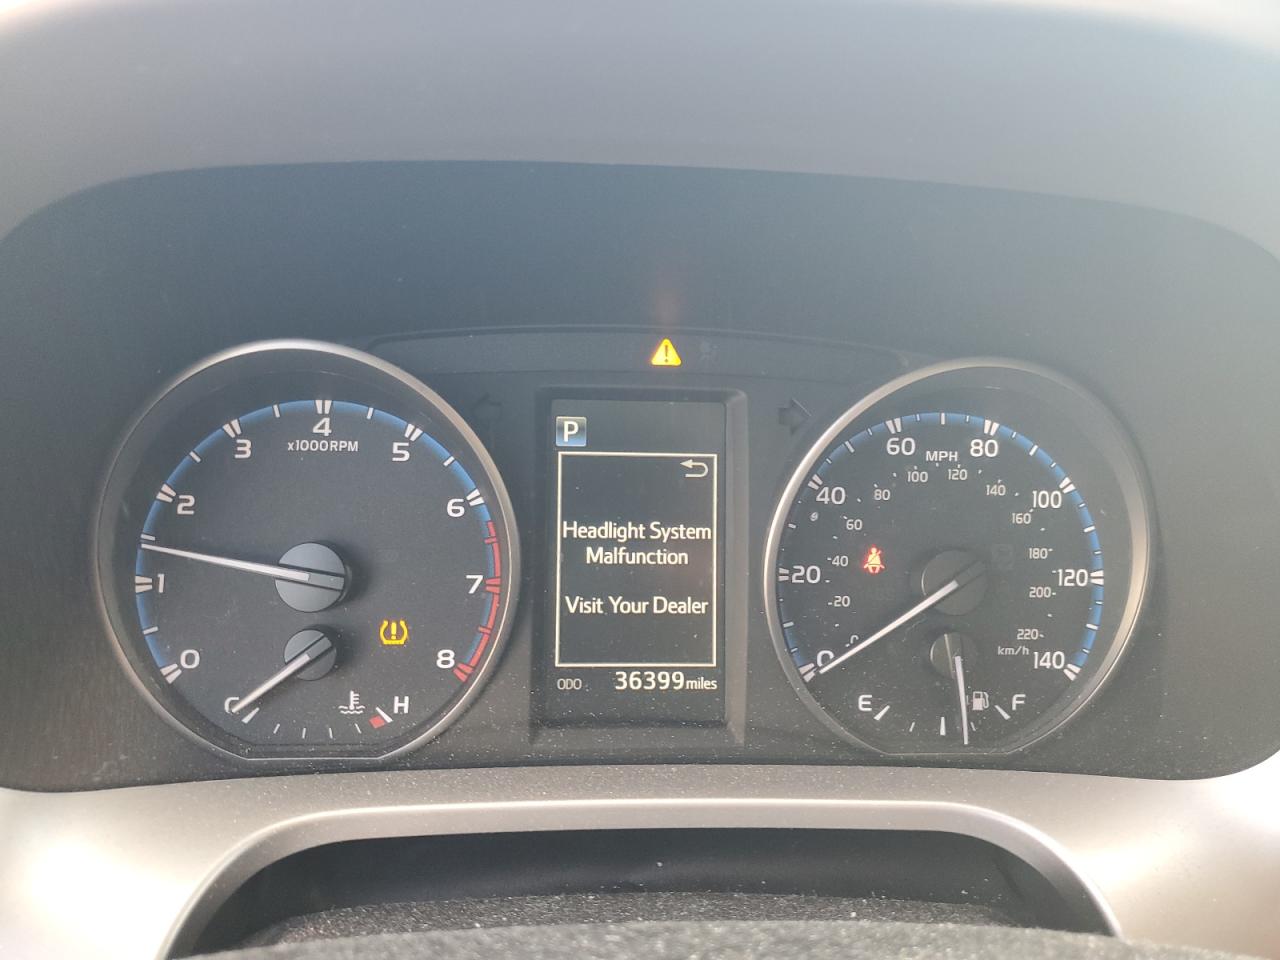 0
1
2
3
4
5
6
7
8
x1000RPM
C
H
P
Headlight System
Malfunction
Visit Your Dealer
ODO
36399 miles
0
20
40
60
80
100
120
140
MPH
20
40
60
80
100
120
140
160
180
200
220
km/h
E
F